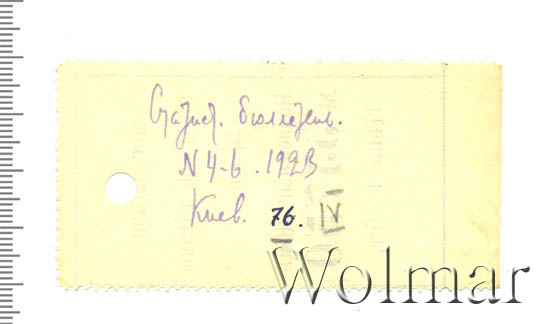 Статист. бюллетень.
N 4-6. 1923
Киев. 76. IV
Wolmar